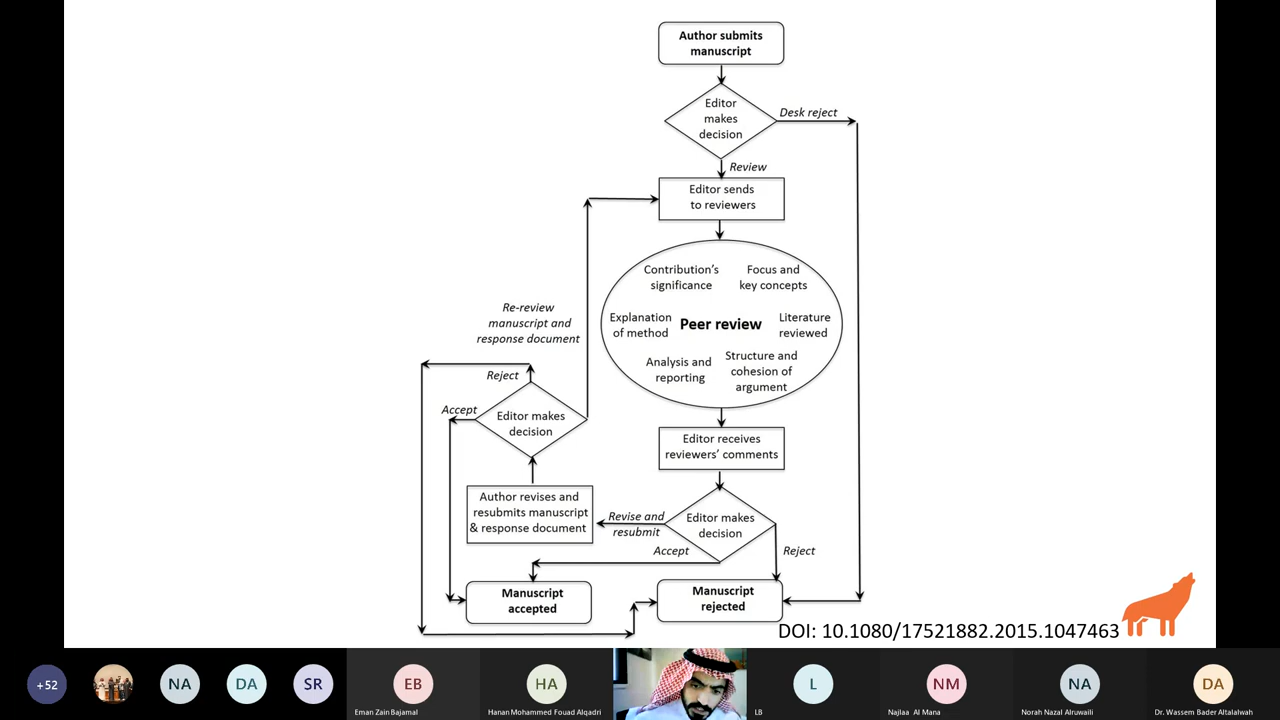 Author submits
manuscript
Editor
makes
decision
Desk reject
Review
Editor sends
to reviewers
Contribution's
significance
Focus and
key concepts
Explanation
of method
Peer review
Literature
reviewed
Analysis and
reporting
Structure and
cohesion of
argument
Re-review
manuscript and
response document
Reject
Accept
Editor makes
decision
Editor receives
reviewers' comments
Author revises and
resubmits manuscript
& response document
Revise and
resubmit
Editor makes
decision
Accept
Reject
Manuscript
accepted
Manuscript
rejected
DOI: 10.1080/17521882.2015.1047463
+52
NA
DA
SR
EB
HA
L
NM
NA
DA
Eman Zain Bajamal
Hanan Mohammed Fouad Alqadri
LB
Najlaa Al Mana
Norah Nazal Alruwaili
Dr. Wassem Bader Altalalwah